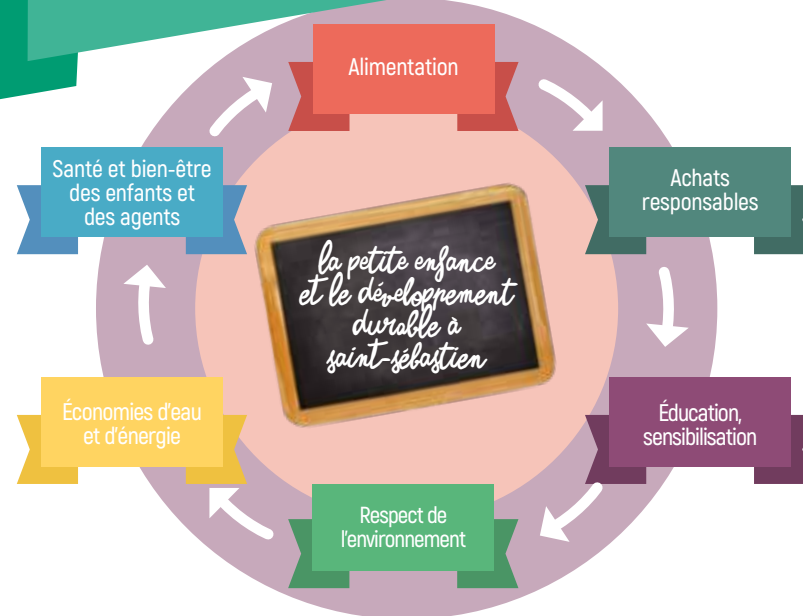 Alimentation
Achats
responsables
Éducation,
sensibilisation
Respect de
l'environnement
Économies d'eau
et d'énergie
Santé et bien-être
des enfants et
des agents
la petite enfance
et le développement
durable à
saint-sébastien